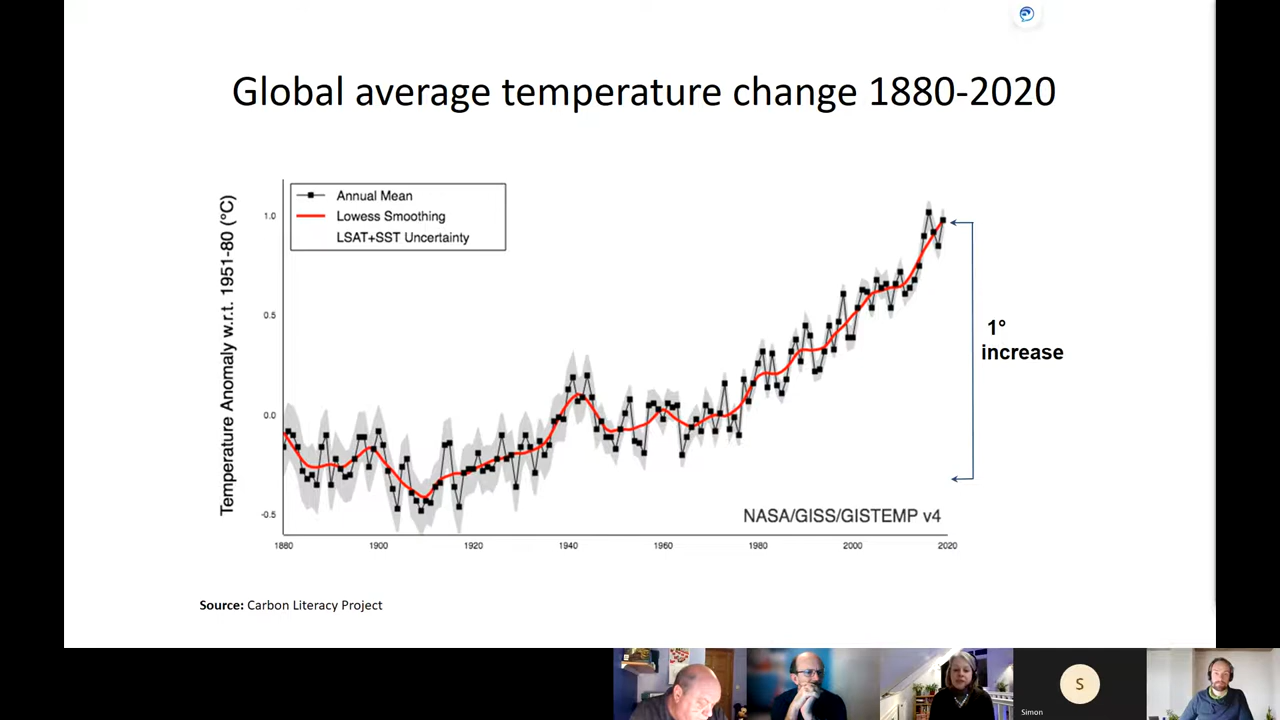 Global average temperature change 1880-2020
Annual Mean
Lowess Smoothing
LSAT+SST Uncertainty
Temperature Anomaly w.r.t. 1951-80 (°C)
1.0
0.5
0.0
-0.5
1°
increase
NASA/GISS/GISTEMP v4
1880 1900 1920 1940 1960 1980 2000 2020
Source: Carbon Literacy Project
S
Simon